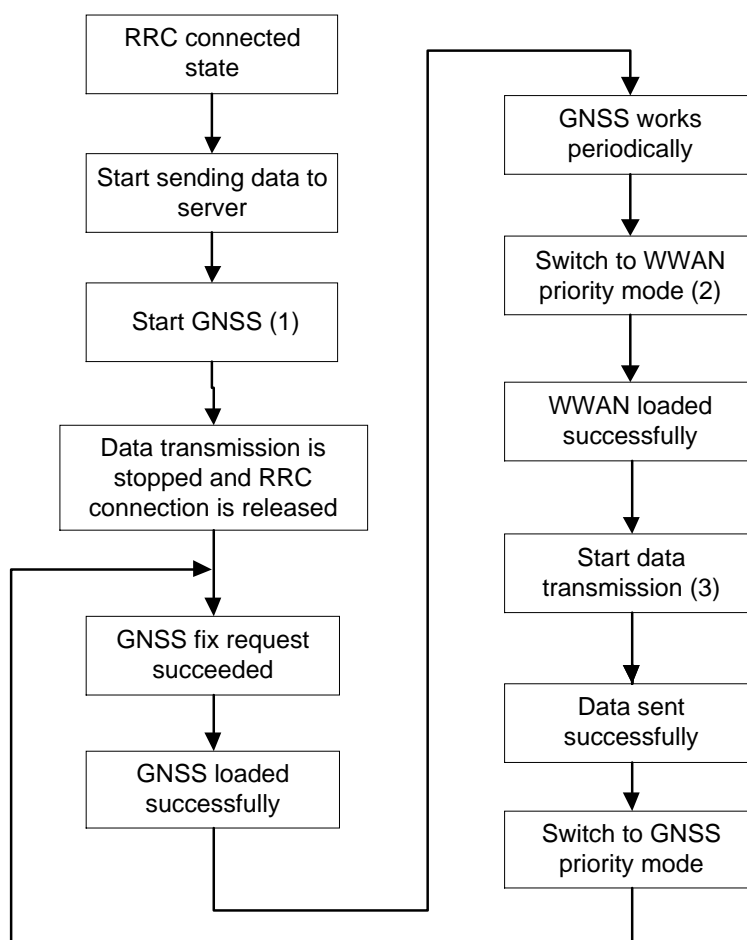 RRC connected
state
Start sending data to
server
Start GNSS (1)
Data transmission is
stopped and RRC
connection is released
GNSS fix request
succeeded
GNSS loaded
successfully
GNSS works
periodically
Switch to WWAN
priority mode (2)
WWAN loaded
successfully
Start data
transmission (3)
Data sent
successfully
Switch to GNSS
priority mode